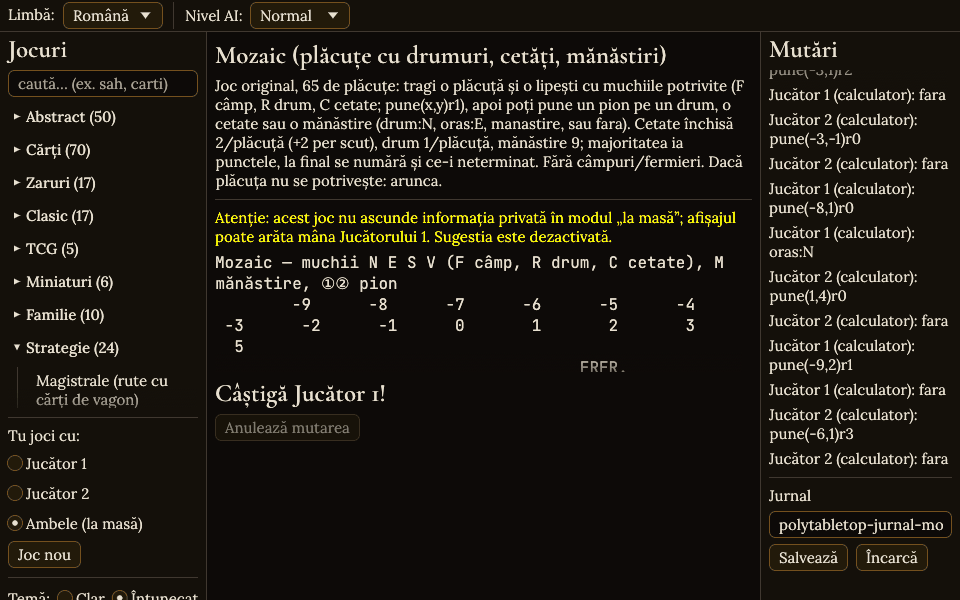 Limbă:
Română
Nivel AI:
Normal
Jocuri
caută... (ex. sah, carti)
Abstract (50)
Cărți (70)
Zaruri (17)
Clasic (17)
TCG (5)
Miniaturi (6)
Familie (10)
Strategie (24)
Magistrale (rute cu
cărți de vagon)
Tu joci cu:
Jucător 1
Jucător 2
Ambele (la masă)
Joc nou
Temă:
Clar
Întunecat
Mozaic (plăcuțe cu drumuri, cetăți, mănăstiri)
Joc original, 65 de plăcuțe: tragi o plăcuță și o lipești cu muchiile potrivite (F
câmp, R drum, C cetate; pune(x,y)r1), apoi poți pune un pion pe un drum, o
cetate sau o mănăstire (drum:N, oras:E, manastire, sau fara). Cetate închisă
2/plăcuță (+2 per scut), drum 1/plăcuță, mănăstire 9; majoritatea ia
punctele, la final se numără și ce-i neterminat. Fără câmpuri/fermieri. Dacă
plăcuța nu se potrivește: arunca.
Atenție: acest joc nu ascunde informația privată în modul „la masă”; afișajul
poate arăta mâna Jucătorului 1. Sugestia este dezactivată.
Mozaic — muchii N E S V (F câmp, R drum, C cetate), M
mănăstire, ①② pion
-9 -8 -7 -6 -5 -4
-3 -2 -1 0 1 2 3
5
FRFR.
Câștigă Jucător 1!
Anulează mutarea
Mutări
pune(-3,1)r2
Jucător 1 (calculator): fara
Jucător 2 (calculator):
pune(-3,-1)r0
Jucător 2 (calculator): fara
Jucător 1 (calculator):
pune(-8,1)r0
Jucător 1 (calculator):
oras:N
Jucător 2 (calculator):
pune(1,4)r0
Jucător 2 (calculator): fara
Jucător 1 (calculator):
pune(-9,2)r1
Jucător 1 (calculator): fara
Jucător 2 (calculator):
pune(-6,1)r3
Jucător 2 (calculator): fara
Jurnal
polytabletop-jurnal-mo
Salvează
Încarcă